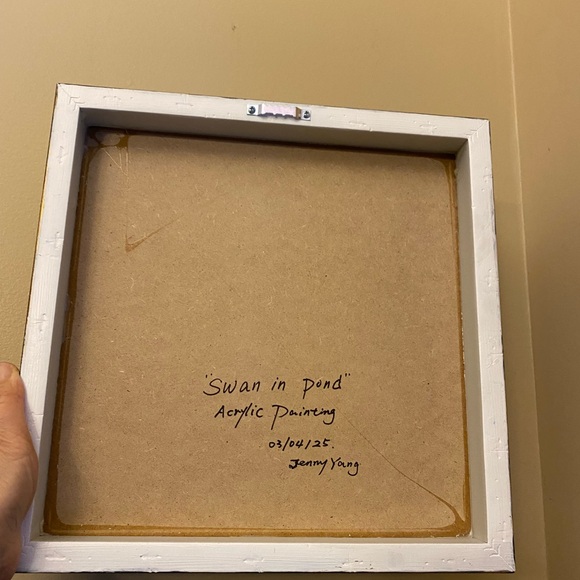 "Swan in pond"
Acrylic Painting
03/04/25.
Jenny Yang